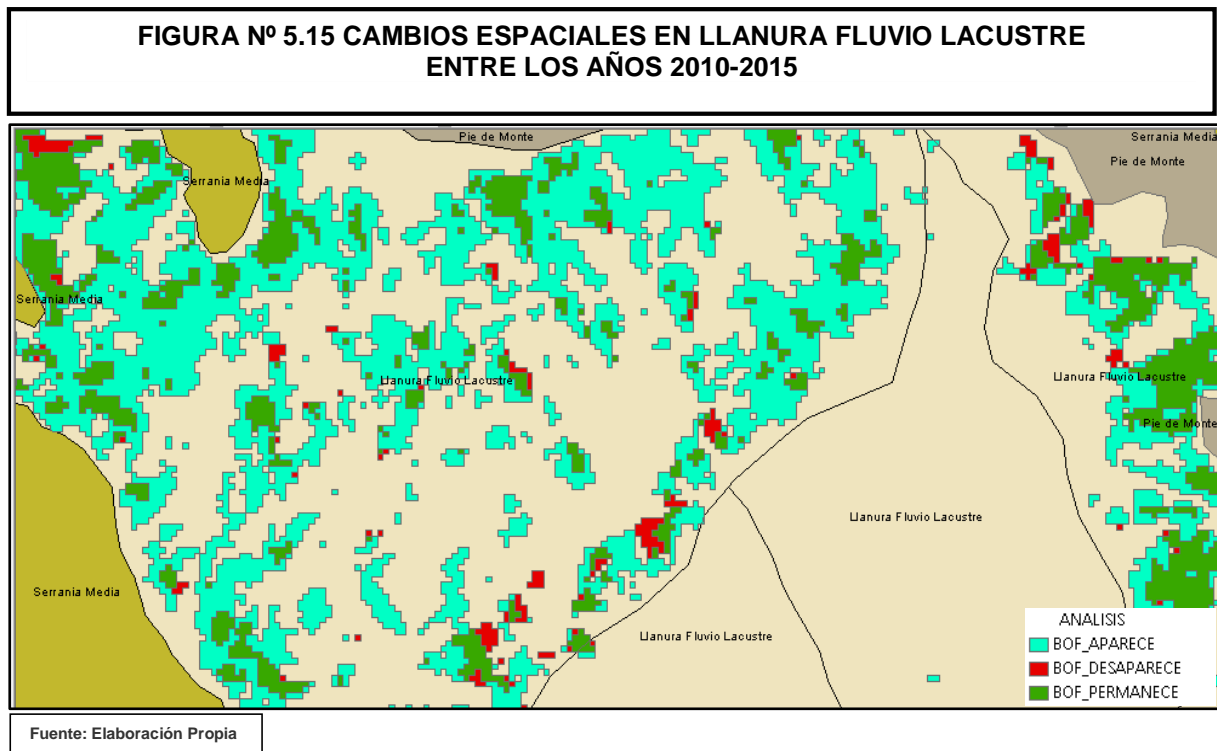 FIGURA Nº 5.15 CAMBIOS ESPACIALES EN LLANURA FLUVIO LACUSTRE
ENTRE LOS AÑOS 2010-2015
Pie de Monte
Serrania Media
Pie de Monte
Serrania Media
Serrania Media
Llanura Fluvio Lacustre
Llanura Fluvio Lacustre
Pie de Monte
Llanura Fluvio Lacustre
Serrania Media
Llanura Fluvio Lacustre
ANALISIS
BOF_APARECE
BOF_DESAPARECE
BOF_PERMANECE
Fuente: Elaboración Propia